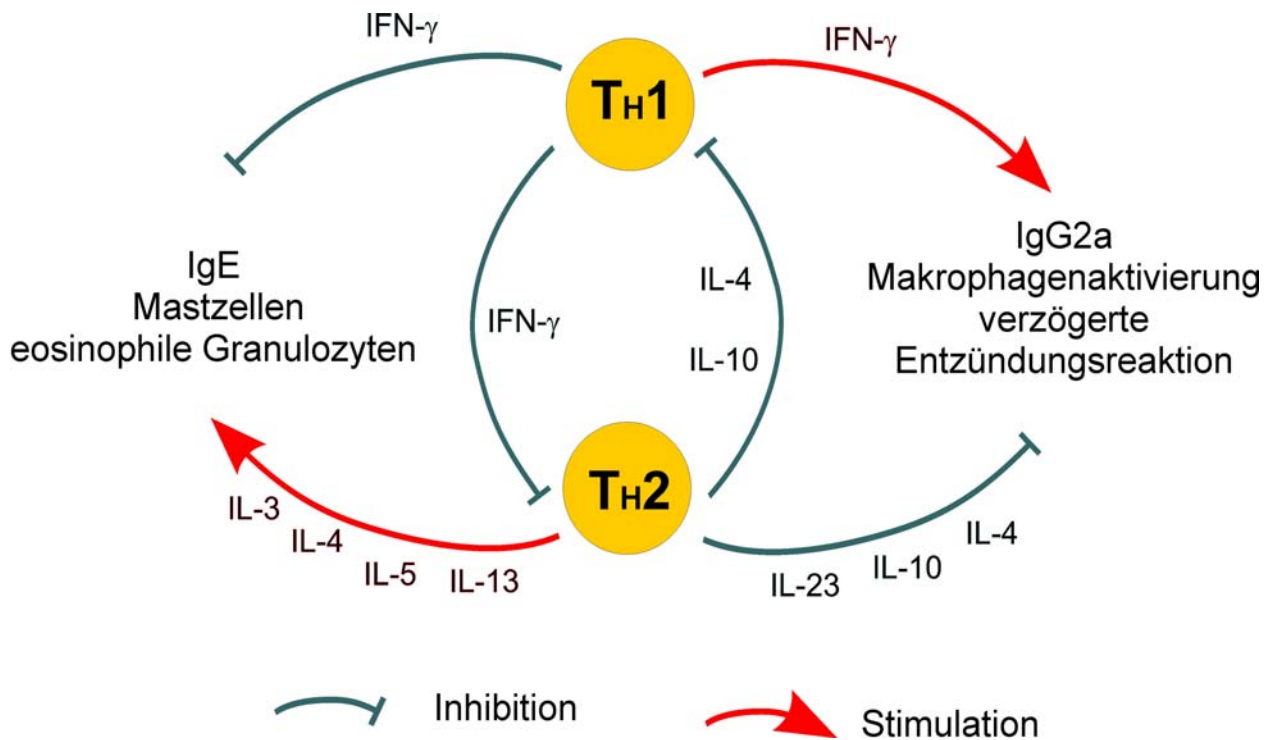 IFN-γ
IFN-γ
TH1
IgE
Mastzellen
eosinophile Granulozyten
IFN-γ
IL-4
IL-10
IgG2a
Makrophagenaktivierung
verzögerte
Entzündungsreaktion
TH2
IL-3
IL-4
IL-5
IL-13
IL-23
IL-10
IL-4
Inhibition
Stimulation